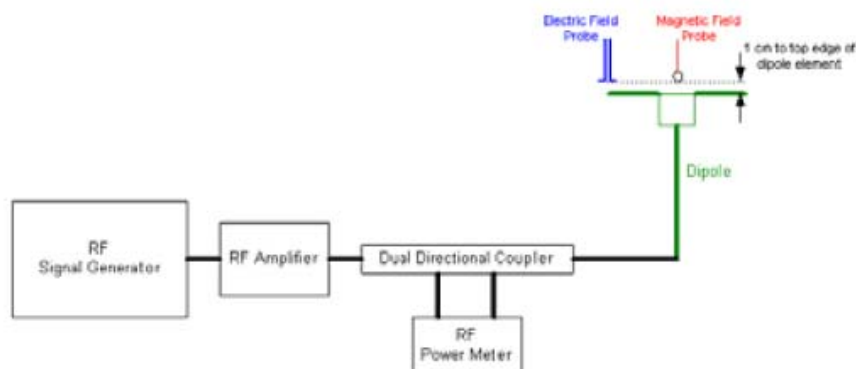 Electric Field
Probe
Magnetic Field
Probe
1 cm to top edge of
dipole element
Dipole
RF
Signal Generator
RF Amplifier
Dual Directional Coupler
RF
Power Meter